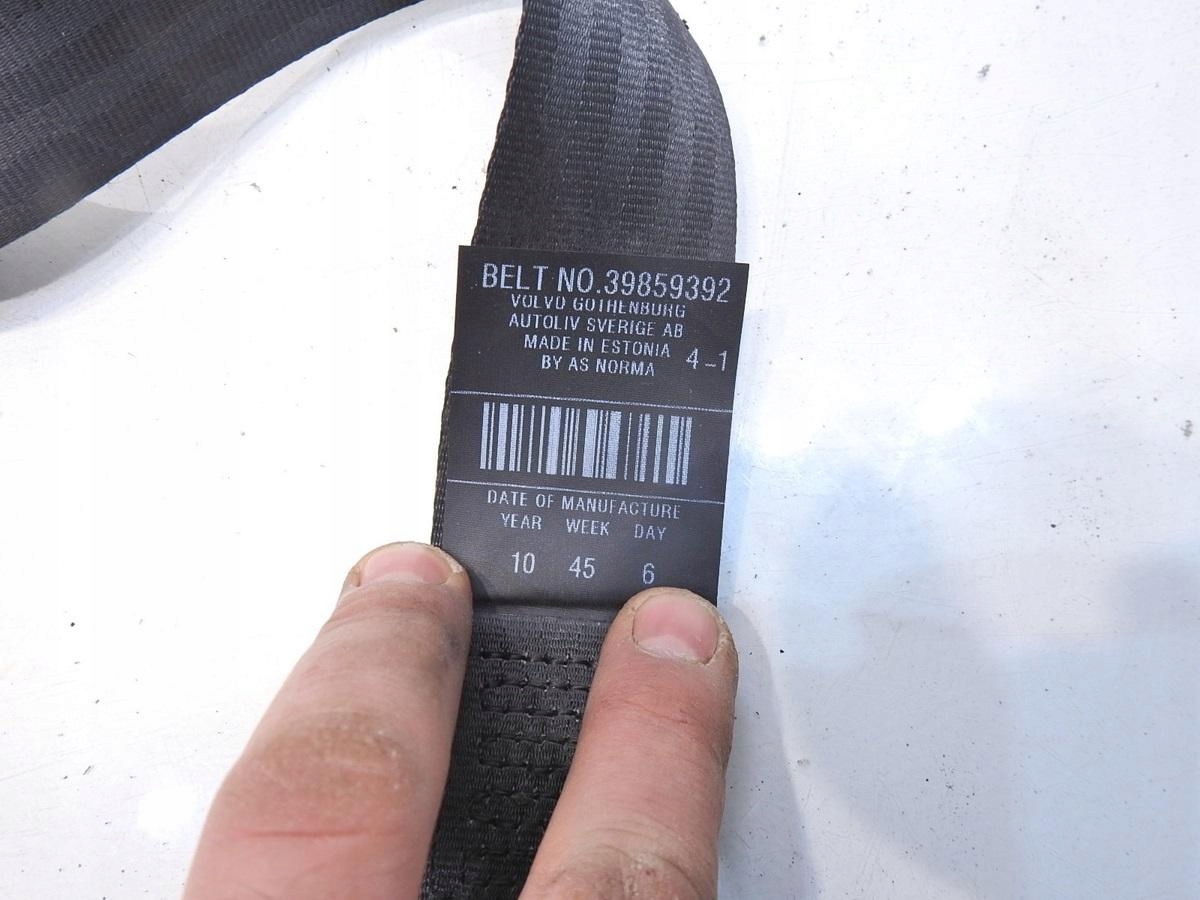 BELT NO.39859392
VOLVO GOTHENBURG
AUTOLIV SVERIGE AB
MADE IN ESTONIA 4-1
BY AS NORMA
DATE OF MANUFACTURE
YEAR WEEK DAY
10 45 6